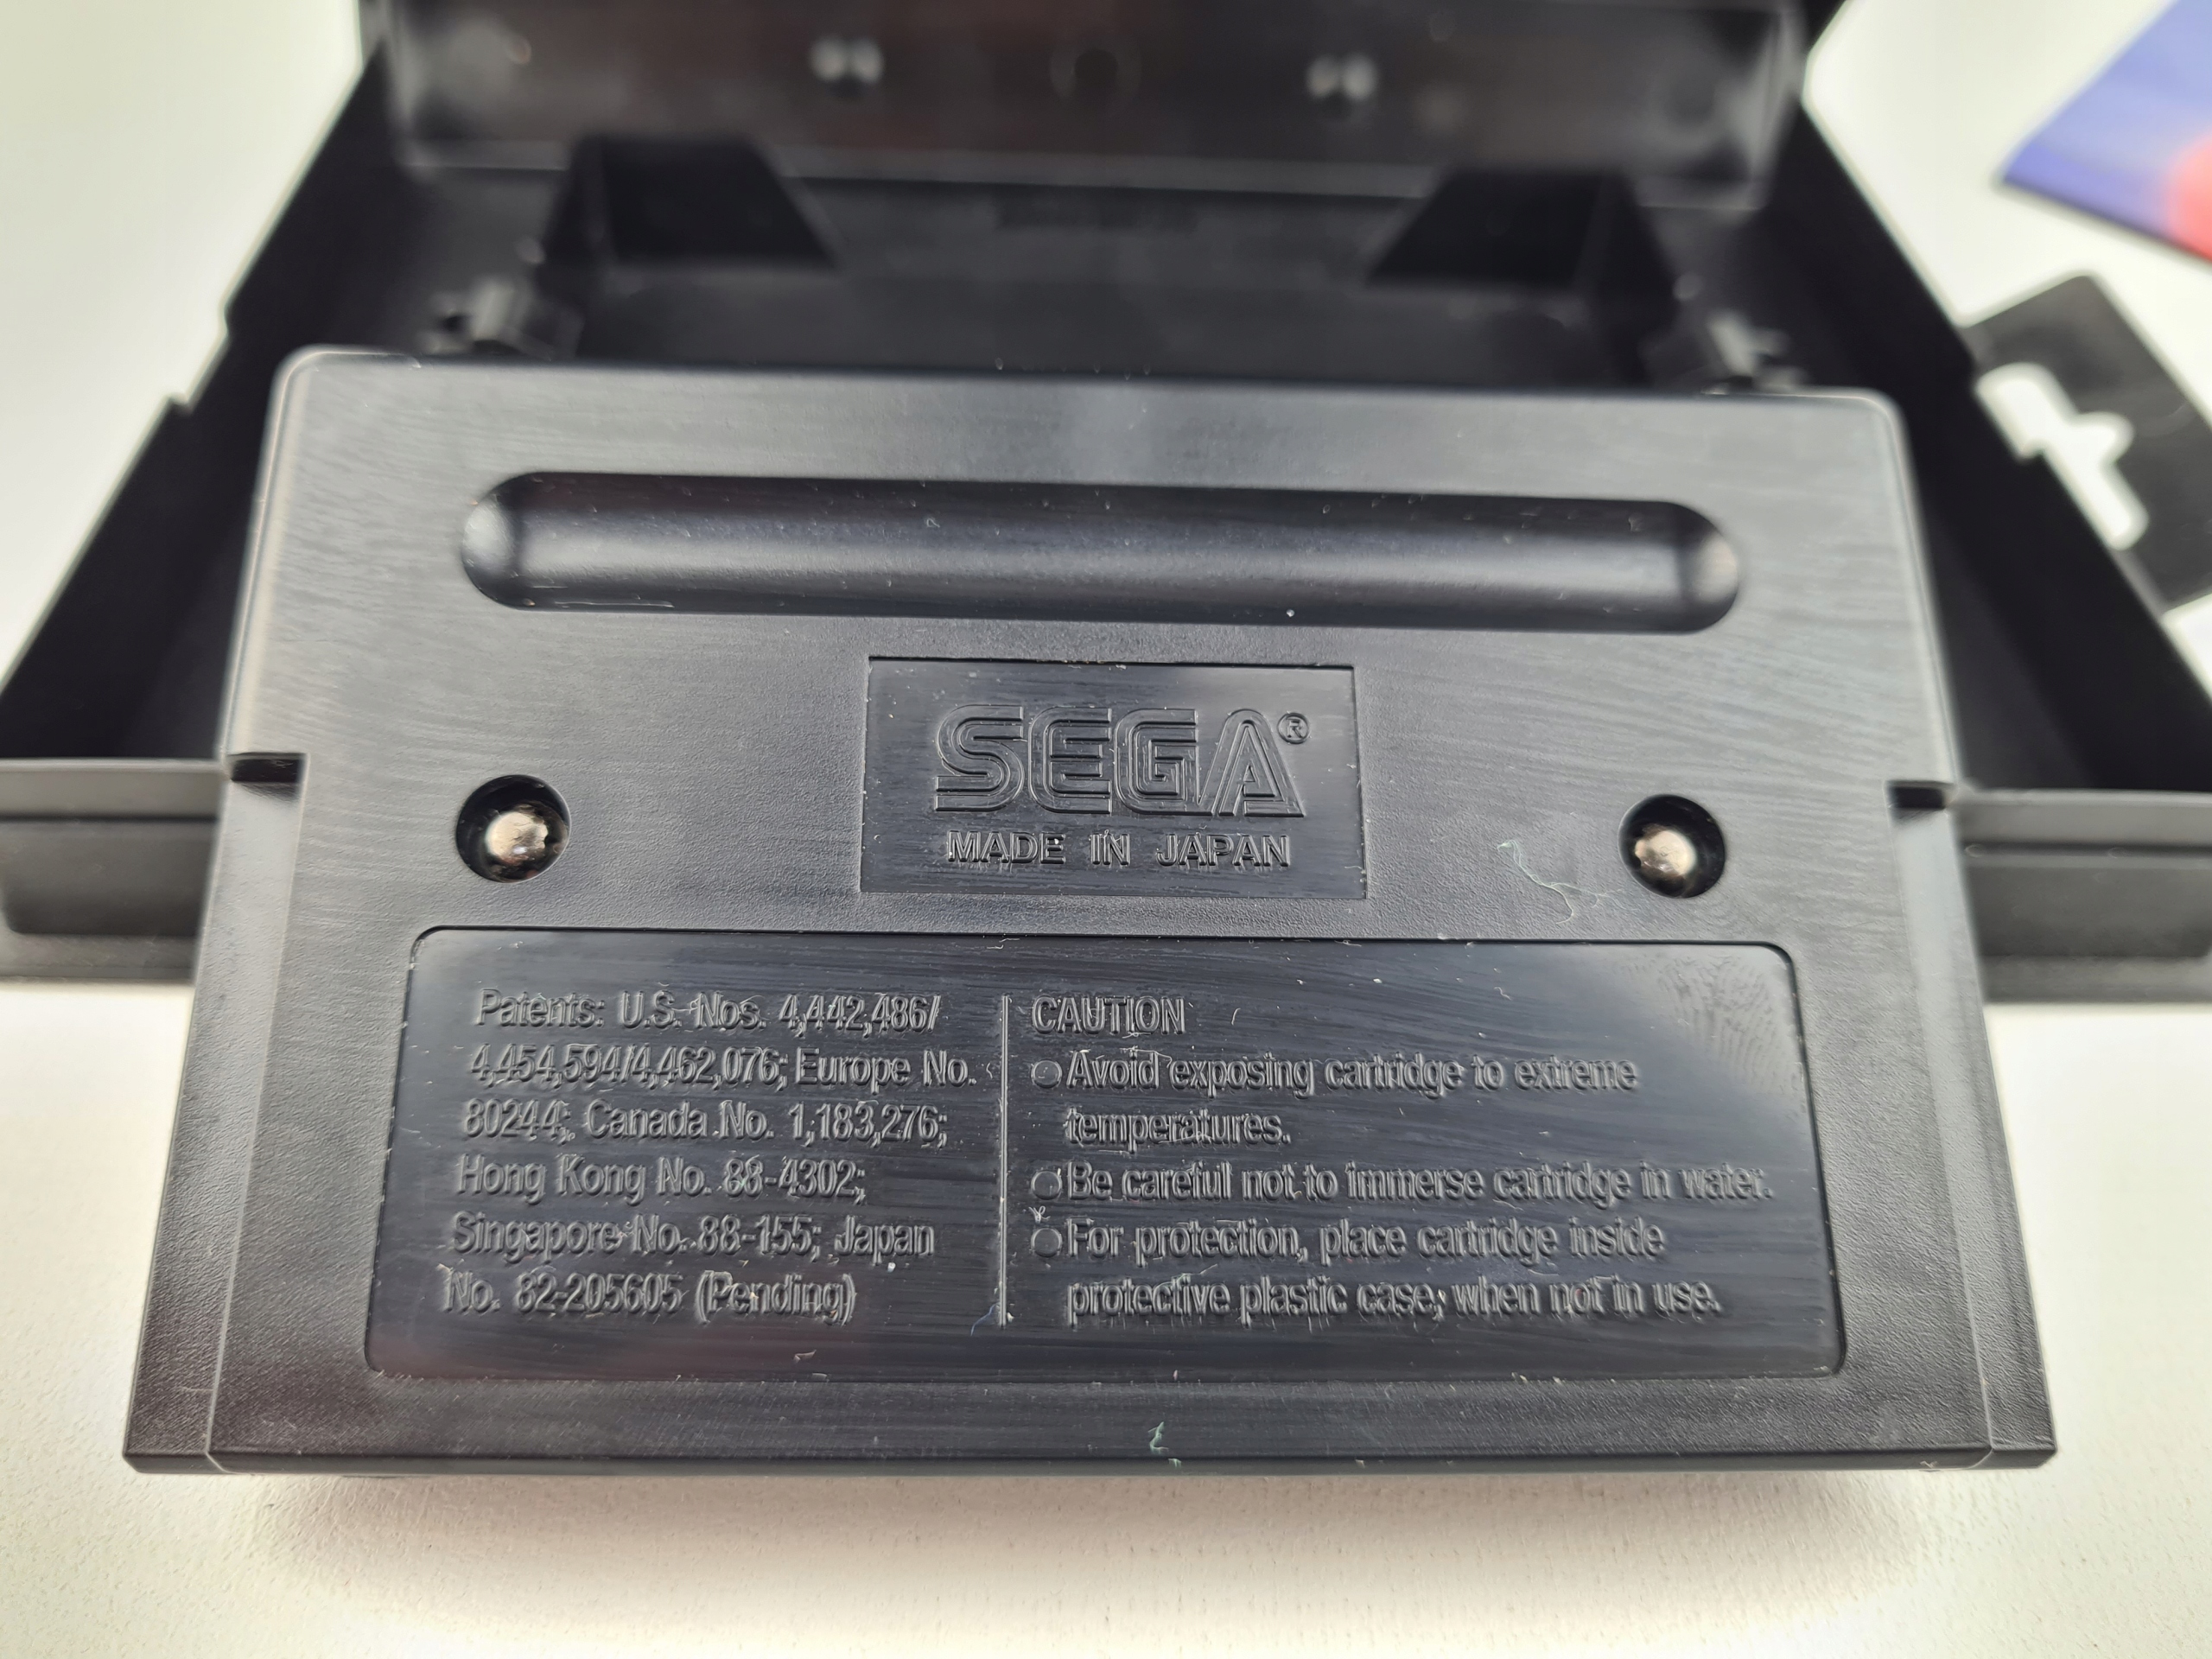 SEGA®
MADE IN JAPAN
Patents: U.S. Nos. 4,442,486/
4,454,594/4,462,076; Europe No.
80244; Canada No. 1,183,276;
Hong Kong No. 88-4302;
Singapore No. 88-155; Japan
No. 82-205605 (Pending)
CAUTION
○ Avoid exposing cartridge to extreme
temperatures.
○ Be careful not to immerse cartridge in water.
○ For protection, place cartridge inside
protective plastic case, when not in use.